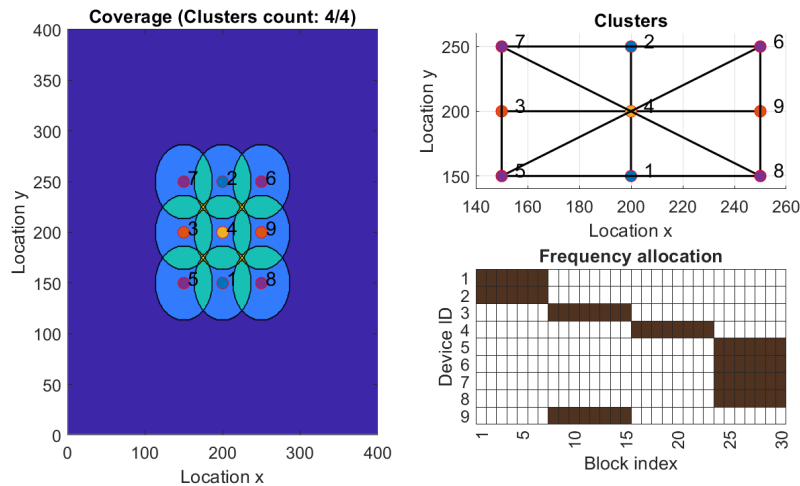 Coverage (Clusters count: 4/4)
400
350
300
250
200
150
100
50
0
Location y
7 2 6
3 4 9
5 1 8
0 100 200 300 400
Location x
Clusters
250
200
150
Location y
7 2 6
3 4 9
5 1 8
140 160 180 200 220 240 260
Location x
Frequency allocation
1
2
3
4
5
6
7
8
9
Device ID
1 5 10 15 20 25 30
Block index